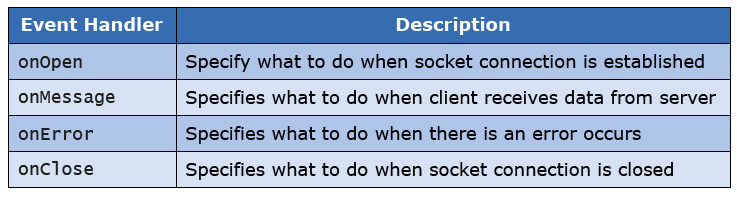 Event Handler Description
onOpen Specify what to do when socket connection is established
onMessage Specifies what to do when client receives data from server
onError Specifies what to do when there is an error occurs
onClose Specifies what to do when socket connection is closed